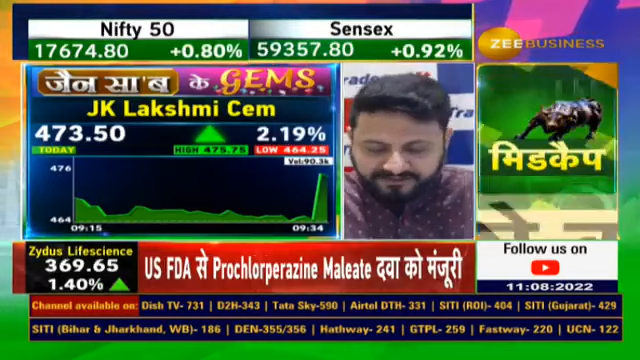 Nifty 50
17674.80 +0.80%
Sensex
59357.80 +0.92%
ZEE BUSINESS
जैन सा'ब के GEMS
JK Lakshmi Cem
473.50 2.19%
TODAY HIGH 475.75 LOW 464.25
Vol:90.3k
476
464
09:15 09:34
मिडकैप
Zydus Lifescience
369.65
1.40%
US FDA से Prochlorperazine Maleate दवा को मंजूरी
Follow us on
11:08:2022
Channel available on: Dish TV- 731 | D2H-343 | Tata Sky-590 | Airtel DTH- 331 | SITI (ROI)- 404 | SITI (Gujarat)- 429
SITI (Bihar & Jharkhand, WB)- 186 | DEN-355/356 | Hathway- 241 | GTPL- 259 | Fastway- 220 | UCN- 122